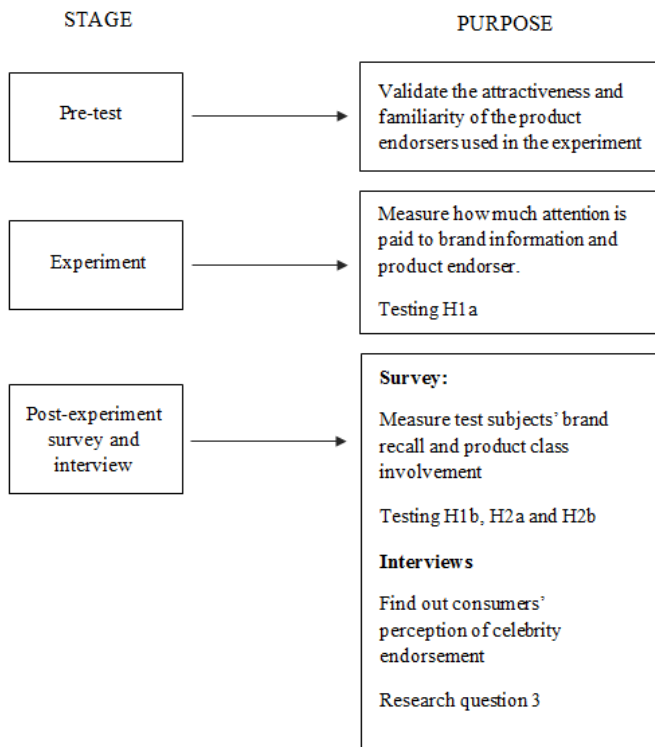 STAGE
PURPOSE
Pre-test
Validate the attractiveness and
familiarity of the product
endorsers used in the experiment
Experiment
Measure how much attention is
paid to brand information and
product endorser.
Testing H1a
Post-experiment
survey and
interview
Survey:
Measure test subjects’ brand
recall and product class
involvement
Testing H1b, H2a and H2b
Interviews
Find out consumers’
perception of celebrity
endorsement
Research question 3